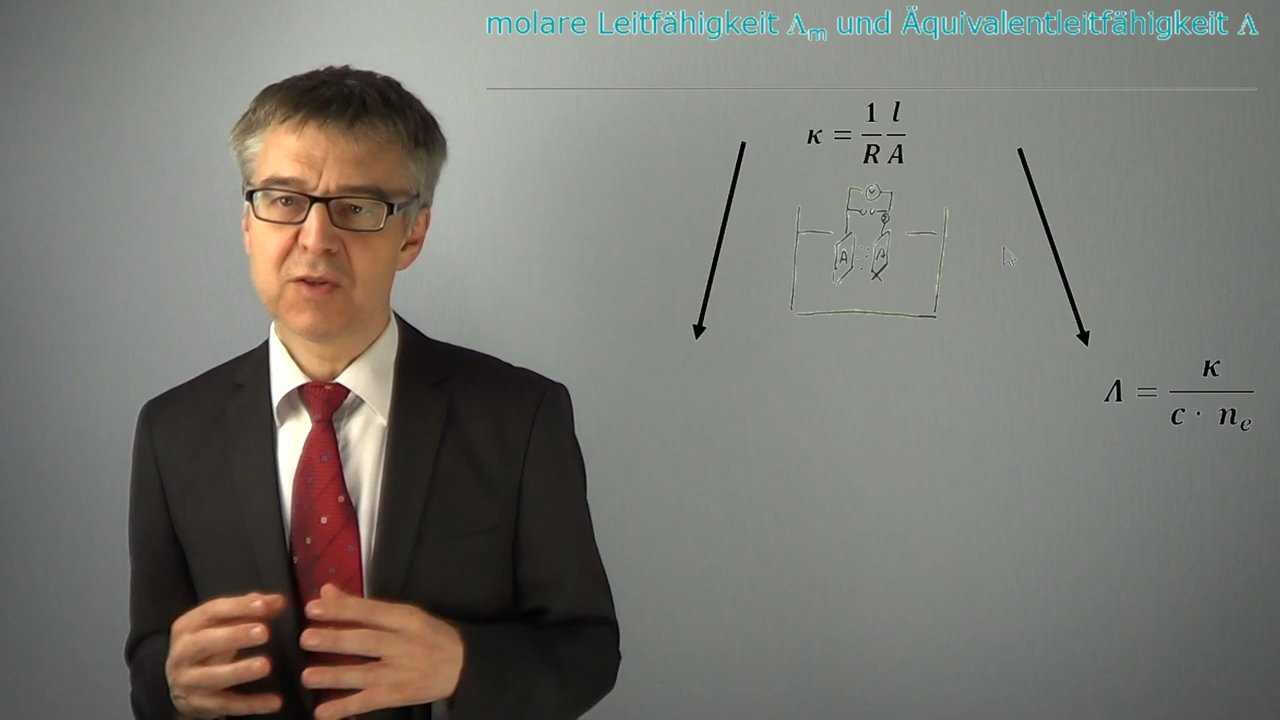 molare Leitfähigkeit Λₘ und Äquivalentleitfähigkeit Λ
κ = 1/R l/A
V
A A
Λ = κ / (c · nₑ)